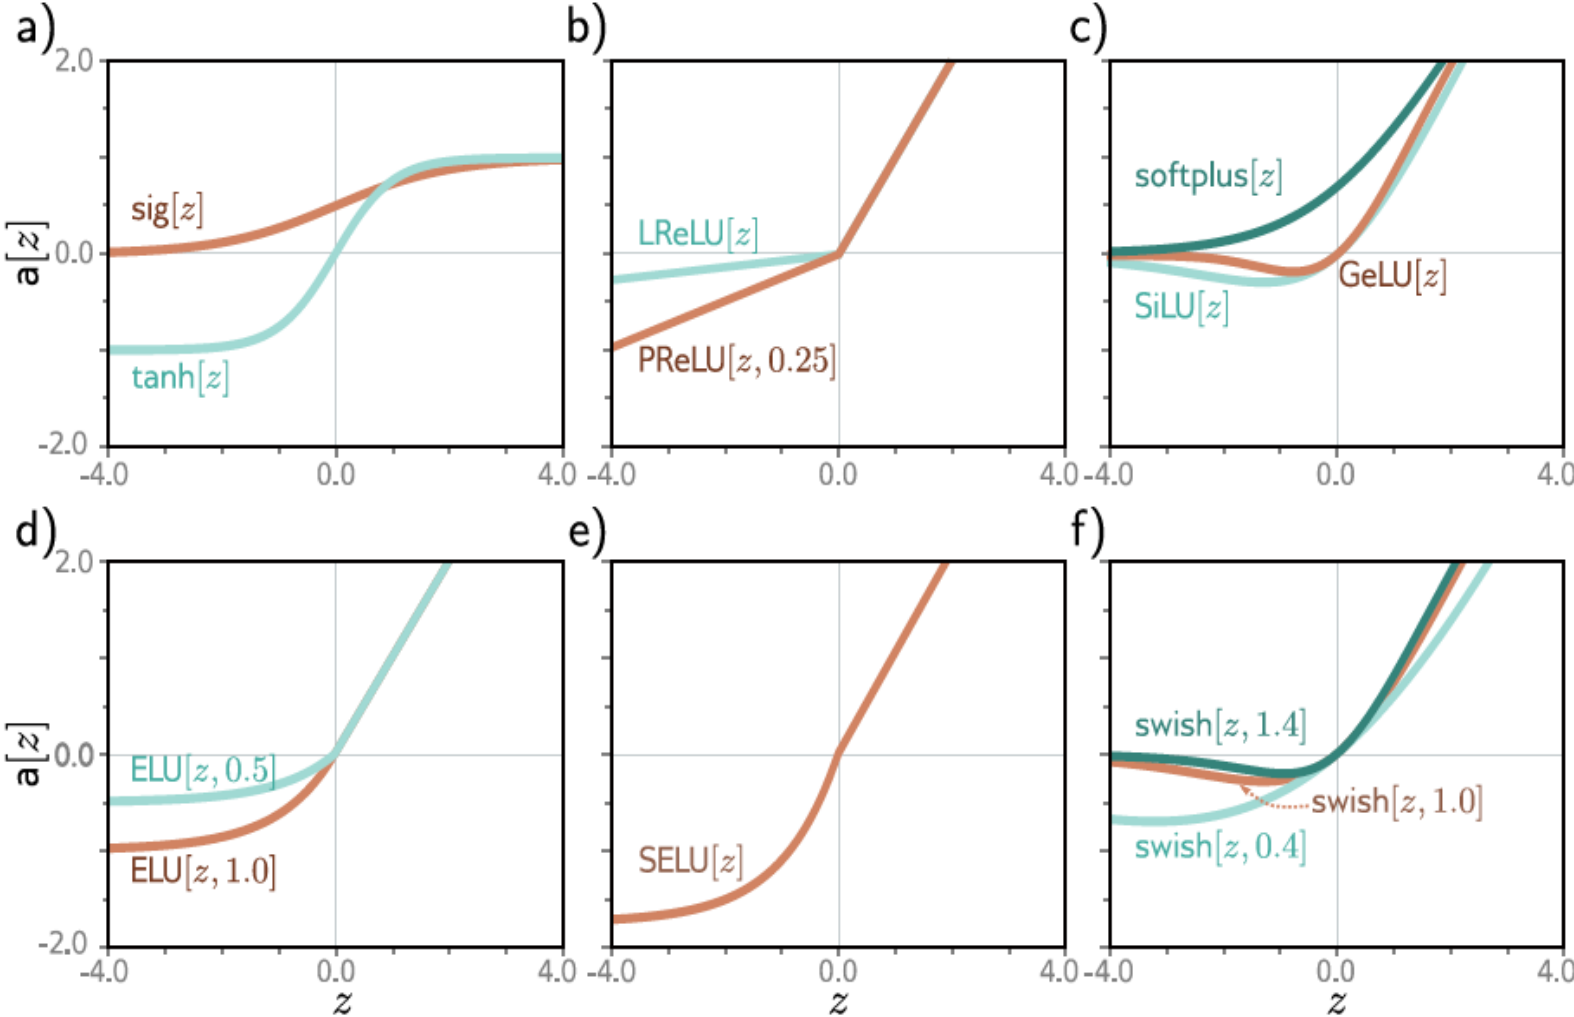 a)
b)
c)
2.0
sig[z]
tanh[z]
LReLU[z]
PReLU[z, 0.25]
softplus[z]
GeLU[z]
SiLU[z]
a[z]
0.0
-2.0
-4.0 0.0 4.0
-4.0 0.0 4.0
-4.0 0.0 4.0
d)
e)
f)
2.0
ELU[z, 0.5]
ELU[z, 1.0]
SELU[z]
swish[z, 1.4]
swish[z, 1.0]
swish[z, 0.4]
a[z]
0.0
-2.0
-4.0 0.0 4.0
-4.0 0.0 4.0
-4.0 0.0 4.0
z
z
z